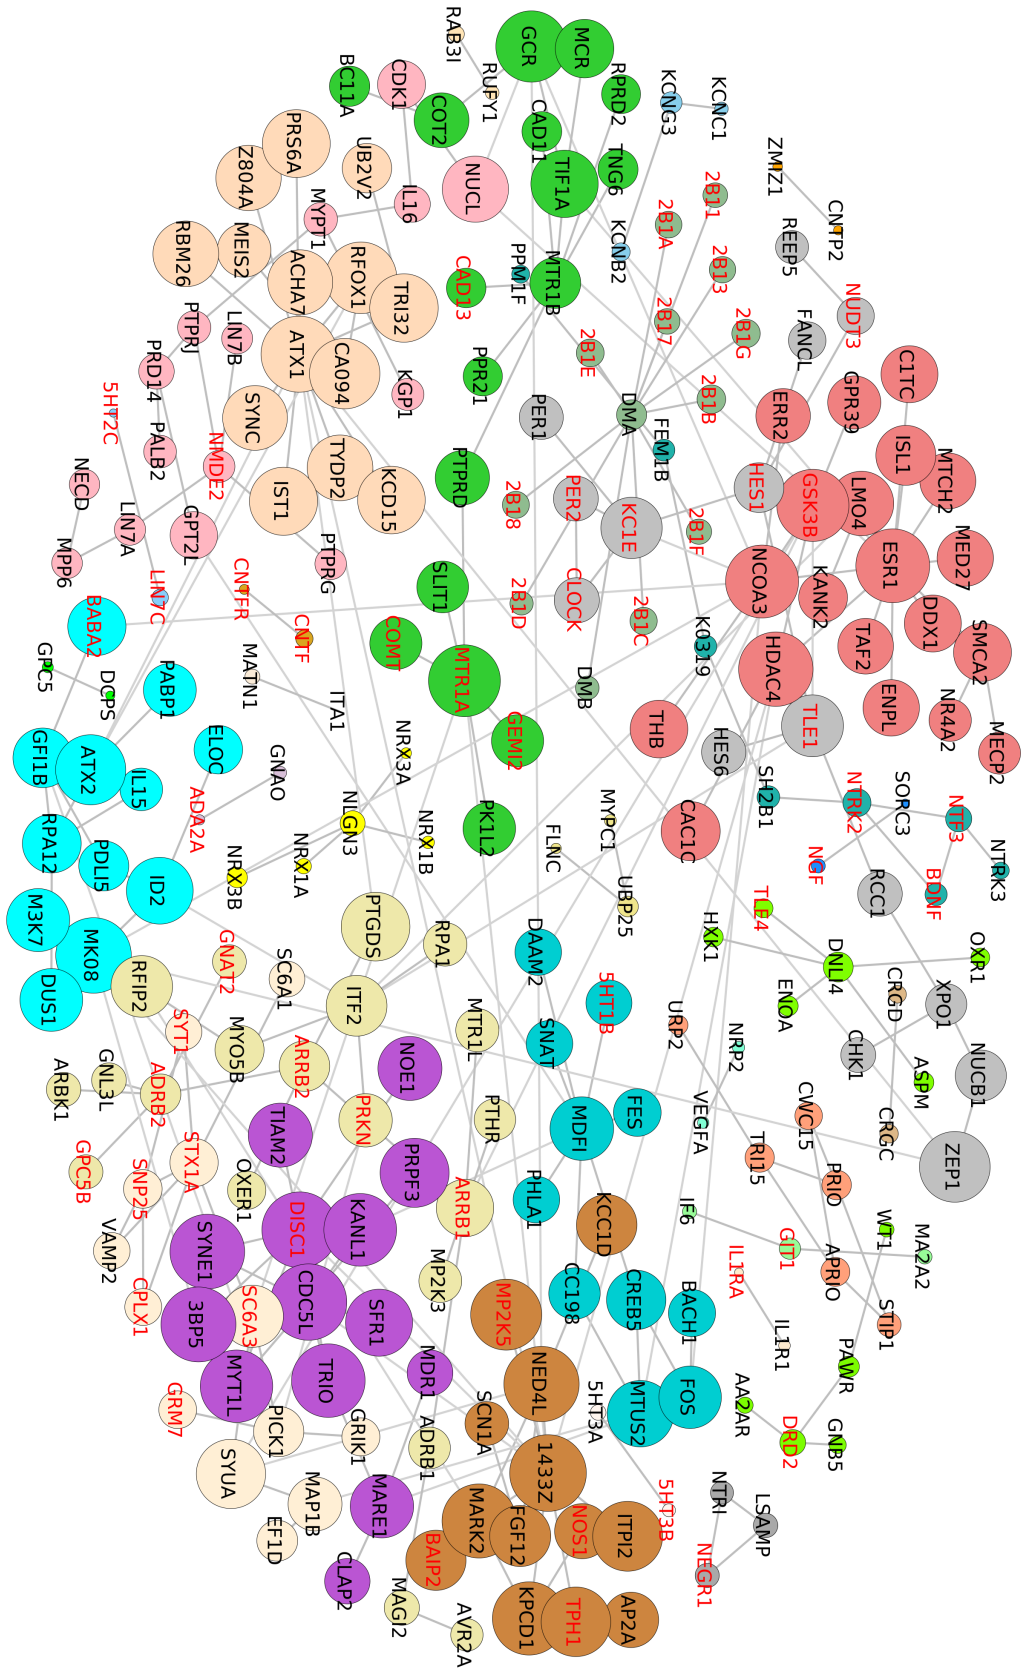 RAB3I
GCR
MCR
RUFY1
BC11A
CDK1
COT2
CAD11
RPRD2
KCNG3
KCNC1
PRS6A
Z804A
UB2V2
NUCL
TIF1A
TNG6
ZMIZ1
CNTP2
REEP5
MYPT1
IL16
2B11
2B1A
KCNB2
RBM26
MEIS2
ACHA7
RFOX1
TRI32
CAD13
PPM1F
MTR1B
2B13
2B17
2B1G
NUDT3
FANCL
PTPRJ
LIN7B
ATX1
CA094
PRD14
KGP1
PPR21
2B1E
2B1B
C1TC
GPR39
5HT2C
SYNC
PALB2
NMDE2
TYDP2
PER1
DMA
FEM1B
ERR2
ISL1
MTCH2
NECD
LIN7A
GPT2L
IST1
KCD15
PTPRD
2B18
PER2
KC1E
2B1F
HES1
GSK3B
LMO4
MPP6
LIN7C
PTPRG
CNTFR
CNTF
SLIT1
2B1D
CLOCK
2B1C
NCOA3
KANK2
ESR1
MED27
DDX1
BABA2
COMT
K0319
TAF2
SMCA2
GPC5
DCPS
PABP1
MATN1
ITA1
MTR1A
DMB
HDAC4
ENPL
NR4A2
MECP2
GFI1B
ATX2
IL15
ELOC
GNAO
NRX3A
GEMI2
THB
HES6
TLE1
SH2B1
NTRK2
SORC3
NTF3
NTRK3
RPA12
PDLI5
ADA2A
NLGN3
NRX1B
PK1L2
MYPC1
FLNC
CAC1C
NGF
BDNF
ID2
NRX3B
NRX1A
UBP25
TLE4
RCC1
M3K7
MK08
PTGDS
RPA1
DAAM2
HXK1
DNLI4
OXR1
DUS1
RFIP2
GNAT2
SC6A1
ITF2
5HT1B
ENOA
CRGD
XPO1
SYT1
MYO5B
MTR1L
SNAT
URP2
NRP2
CHK1
NUCB1
ARBK1
GNL3L
ADRB2
ARRB2
NOE1
ASPM
TIAM2
PRKN
PTHR
MDFI
FES
VEGFA
CWC15
CRGC
ZEP1
GPC5B
SNP25
STX1A
OXER1
PRPF3
ARRB1
PHLA1
TRI15
PRIO
VAMP2
SYNE1
DISC1
KANL1
KCC1D
IF6
GIT1
WT1
MA2A2
CPLX1
3BP5
SC6A3
CDC5L
SFR1
MP2K3
MP2K5
CC198
CREB5
BACH1
IL1RA
APRIO
STIP1
IL1R1
MYT1L
TRIO
MDR1
NED4L
PAWR
GRM7
PICK1
GRIK1
SCN1A
5HT3A
MTUS2
FOS
AA2AR
DRD2
GNB5
SYUA
MAP1B
ADRB1
1433Z
EF1D
MARE1
MARK2
FGF12
NOS1
ITPI2
5HT3B
NTRI
LSAMP
CLAP2
BAIP2
NEGR1
MAGI2
AVR2A
KPCD1
TPH1
AP2A